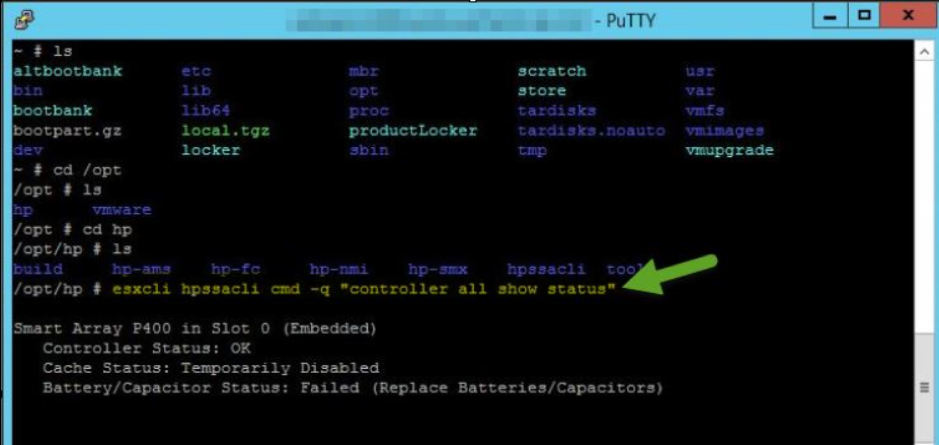 - PuTTY
~ # ls
altbootbank etc mbr scratch usr
bin lib opt store var
bootbank lib64 proc tardisks vmfs
bootpart.gz local.tgz productLocker tardisks.noauto vmimages
dev locker sbin tmp vmupgrade
~ # cd /opt
/opt # ls
hp vmware
/opt # cd hp
/opt/hp # ls
build hp-ams hp-fc hp-nmi hp-smx hpssacli
/opt/hp # esxcli hpssacli cmd -q "controller all show status"
Smart Array P400 in Slot 0 (Embedded)
Controller Status: OK
Cache Status: Temporarily Disabled
Battery/Capacitor Status: Failed (Replace Batteries/Capacitors)